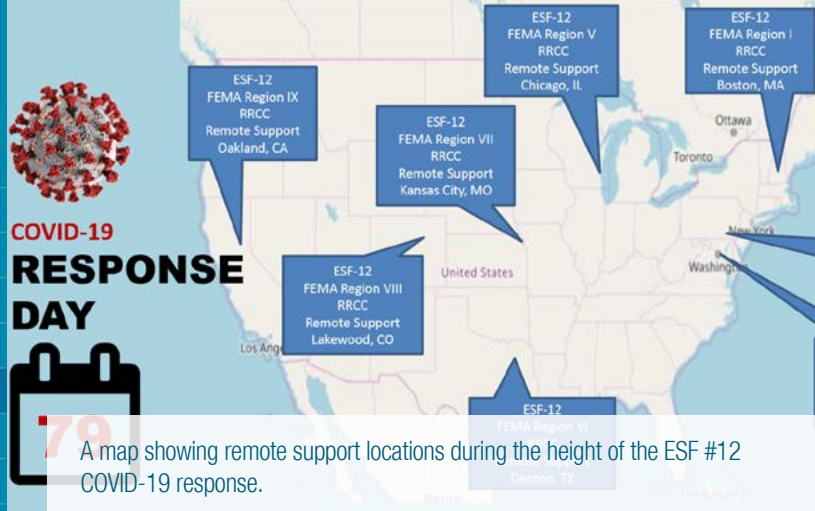 ESF-12
FEMA Region V
RRCC
Remote Support
Chicago, IL
ESF-12
FEMA Region I
RRCC
Remote Support
Boston, MA
ESF-12
FEMA Region IX
RRCC
Remote Support
Oakland, CA
ESF-12
FEMA Region VII
RRCC
Remote Support
Kansas City, MO
Ottawa
Toronto
New York
Washington
COVID-19
RESPONSE
DAY
79
ESF-12
FEMA Region VIII
RRCC
Remote Support
Lakewood, CO
United States
Los Ang
ESF-12
FEMA Region VI
Denton, TX
A map showing remote support locations during the height of the ESF #12
COVID-19 response.
México
The Bahamas